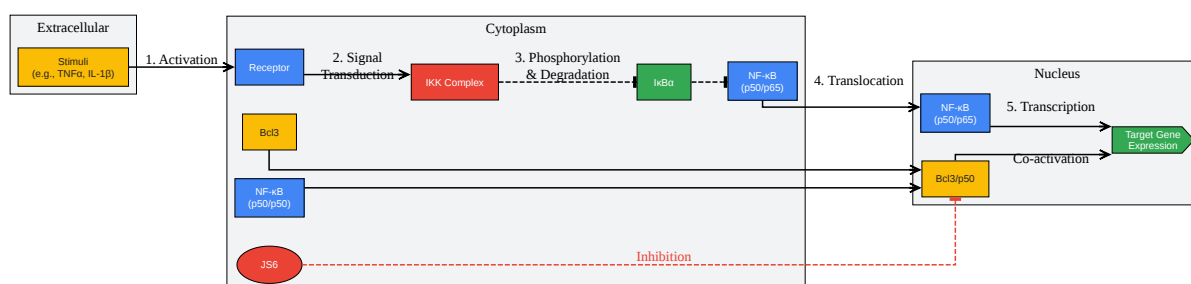 Extracellular
Stimuli
(e.g., TNFα, IL-1β)
1. Activation
Cytoplasm
Receptor
2. Signal
Transduction
IKK Complex
3. Phosphorylation
& Degradation
IκBα
NF-κB
(p50/p65)
4. Translocation
Nucleus
NF-κB
(p50/p65)
5. Transcription
Target Gene
Expression
Bcl3
Co-activation
Bcl3/p50
NF-κB
(p50/p50)
JS6
Inhibition